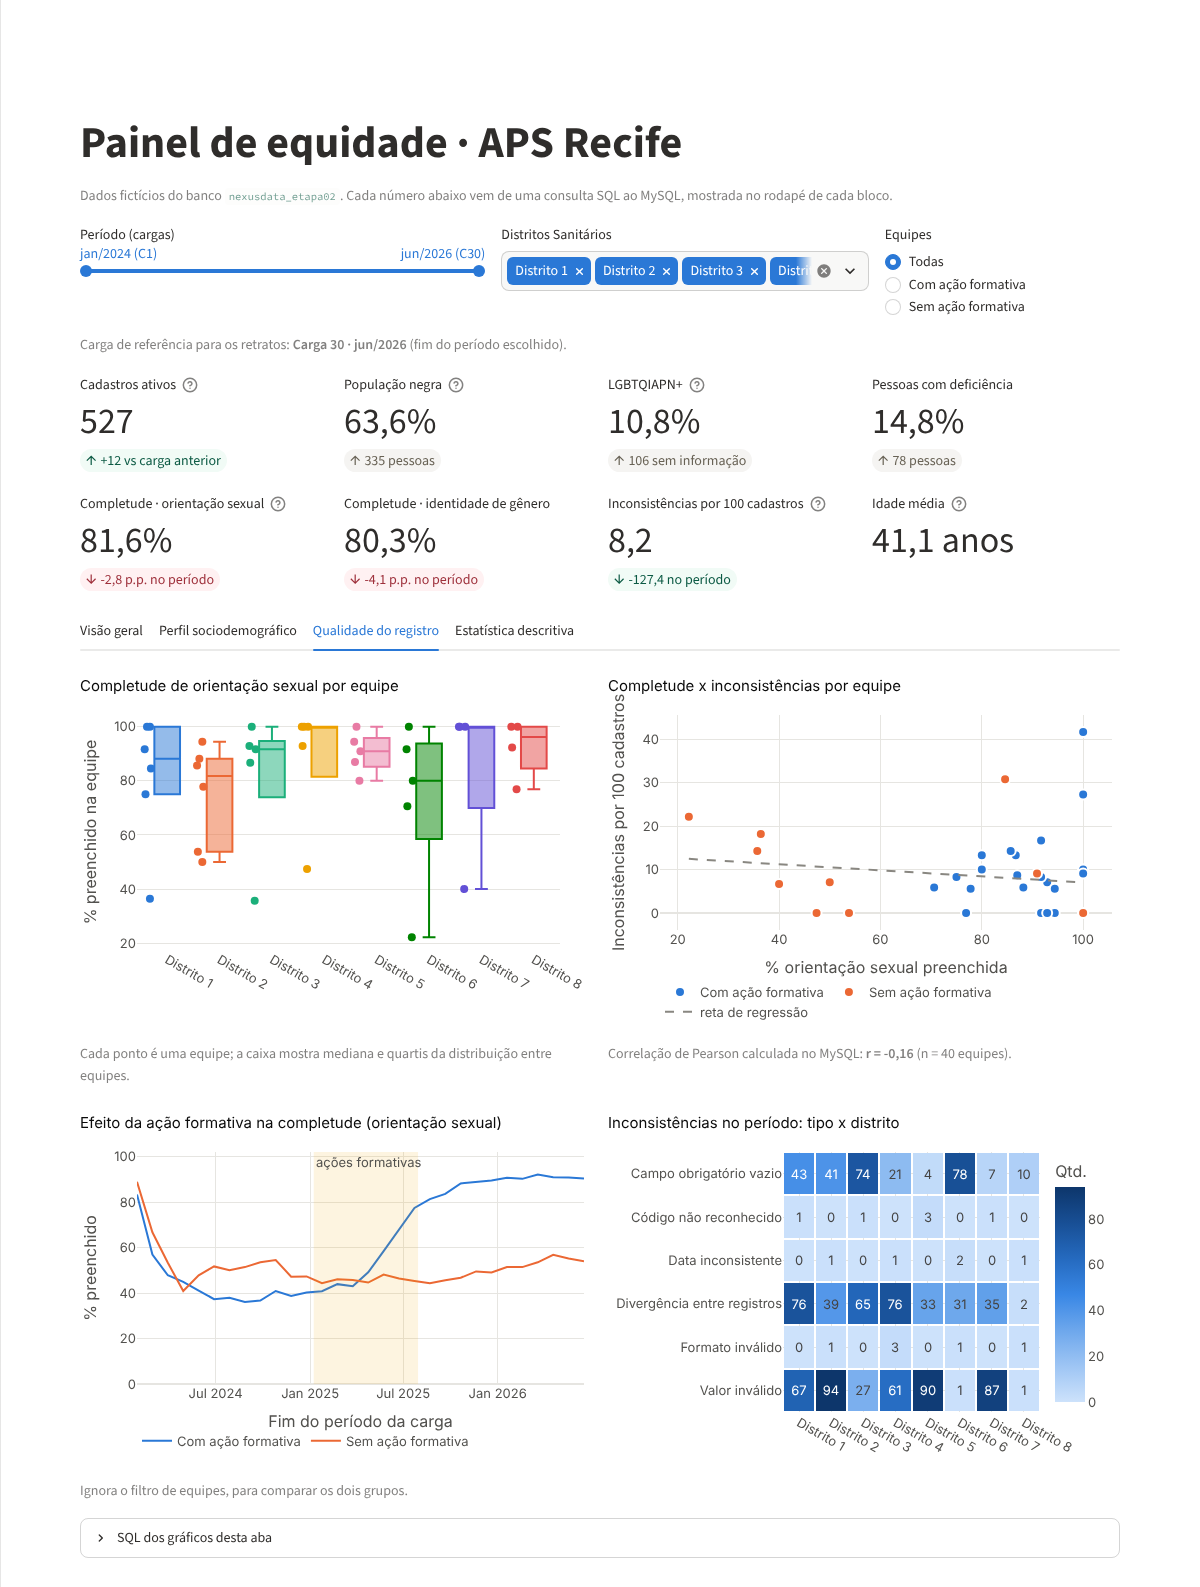 Painel de equidade · APS Recife
Dados fictícios do banco nexusdata_etapa02 . Cada número abaixo vem de uma consulta SQL ao MySQL, mostrada no rodapé de cada bloco.
Período (cargas)
jan/2024 (C1) jun/2026 (C30)
Distritos Sanitários
Distrito 1 × Distrito 2 × Distrito 3 × Distri
Equipes
Todas
Com ação formativa
Sem ação formativa
Carga de referência para os retratos: Carga 30 · jun/2026 (fim do período escolhido).
Cadastros ativos
527
↑ +12 vs carga anterior
População negra
63,6%
↑ 335 pessoas
LGBTQIAPN+
10,8%
↑ 106 sem informação
Pessoas com deficiência
14,8%
↑ 78 pessoas
Completude · orientação sexual
81,6%
↓ -2,8 p.p. no período
Completude · identidade de gênero
80,3%
↓ -4,1 p.p. no período
Inconsistências por 100 cadastros
8,2
↓ -127,4 no período
Idade média
41,1 anos
Visão geral Perfil sociodemográfico Qualidade do registro Estatística descritiva
Completude de orientação sexual por equipe
% preenchido na equipe
100
80
60
40
20
Distrito 1 Distrito 2 Distrito 3 Distrito 4 Distrito 5 Distrito 6 Distrito 7 Distrito 8
Cada ponto é uma equipe; a caixa mostra mediana e quartis da distribuição entre
equipes.
Completude x inconsistências por equipe
Inconsistências por 100 cadastros
40
30
20
10
0
20 40 60 80 100
% orientação sexual preenchida
Com ação formativa Sem ação formativa
reta de regressão
Correlação de Pearson calculada no MySQL: r = -0,16 (n = 40 equipes).
Efeito da ação formativa na completude (orientação sexual)
ações formativas
% preenchido
100
80
60
40
20
0
Jul 2024 Jan 2025 Jul 2025 Jan 2026
Fim do período da carga
Com ação formativa Sem ação formativa
Ignora o filtro de equipes, para comparar os dois grupos.
Inconsistências no período: tipo x distrito
Campo obrigatório vazio 43 41 74 21 4 78 7 10
Código não reconhecido 1 0 1 0 3 0 1 0
Data inconsistente 0 1 0 1 0 2 0 1
Divergência entre registros 76 39 65 76 33 31 35 2
Formato inválido 0 1 0 3 0 1 0 1
Valor inválido 67 94 27 61 90 1 87 1
Distrito 1 Distrito 2 Distrito 3 Distrito 4 Distrito 5 Distrito 6 Distrito 7 Distrito 8
Qtd.
80
60
40
20
0
SQL dos gráficos desta aba